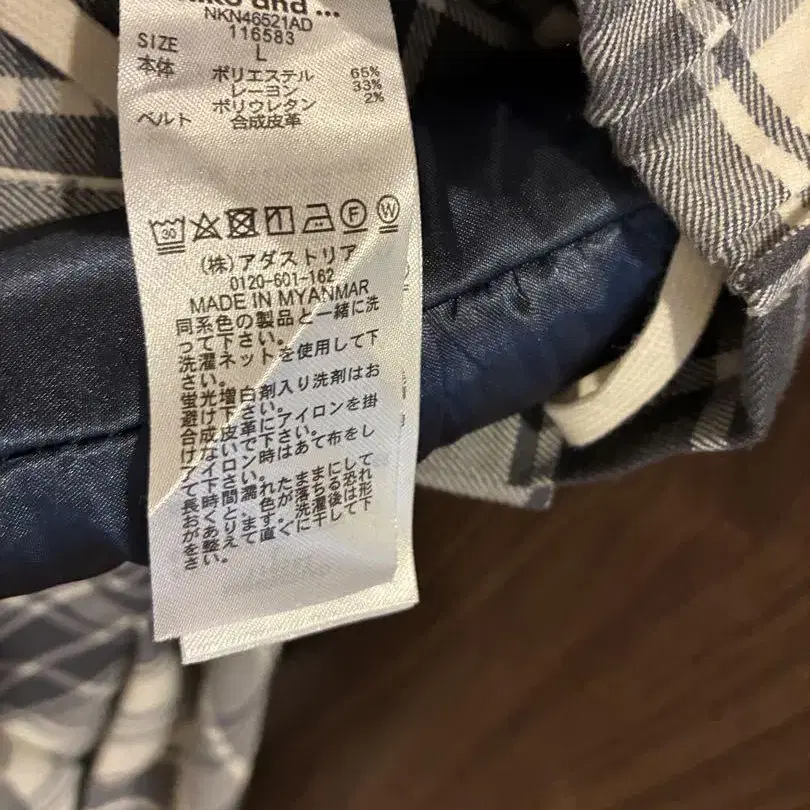 niko and ...
NKN46521AD
116583
SIZE L
本体 ポリエステル 65%
レーヨン 33%
ポリウレタン 2%
ベルト 合成皮革
30 F W
(株)アダストリア
0120-601-162
MADE IN MYANMAR
同系色の製品と一緒に洗
って下さい。
洗濯ネットを使用して下
さい。
蛍光増白剤入り洗剤はお
避け下さい。
合成皮革にアイロンを掛
けないで下さい。
アイロン時はあて布をし
て下さい。
長時間濡れたままにして
おくと、色が落ちる恐れ
があります。洗濯後は形
を整えて直ぐに干して下
さい。